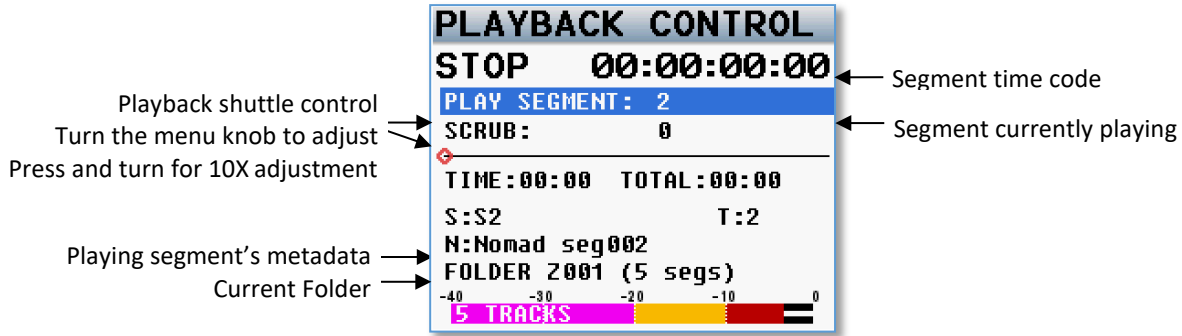 PLAYBACK CONTROL
STOP 00:00:00:00
Segment time code
PLAY SEGMENT: 2
Segment currently playing
Playback shuttle control
Turn the menu knob to adjust
Press and turn for 10X adjustment
SCRUB: 0
TIME:00:00 TOTAL:00:00
S:S2 T:2
N:Nomad seg002
Playing segment's metadata
FOLDER Z001 (5 segs)
Current Folder
-40 -30 -20 -10 0
5 TRACKS